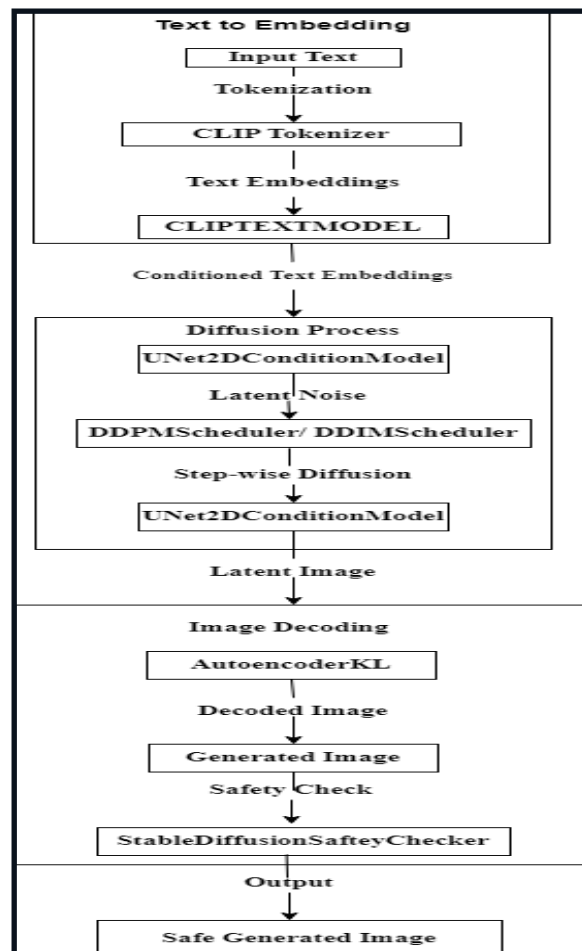 Text to Embedding
Input Text
Tokenization
CLIP Tokenizer
Text Embeddings
CLIPTEXTMODEL
Conditioned Text Embeddings
Diffusion Process
UNet2DConditionModel
Latent Noise
DDPMScheduler/ DDIMScheduler
Step-wise Diffusion
UNet2DConditionModel
Latent Image
Image Decoding
AutoencoderKL
Decoded Image
Generated Image
Safety Check
StableDiffusionSafteyChecker
Output
Safe Generated Image